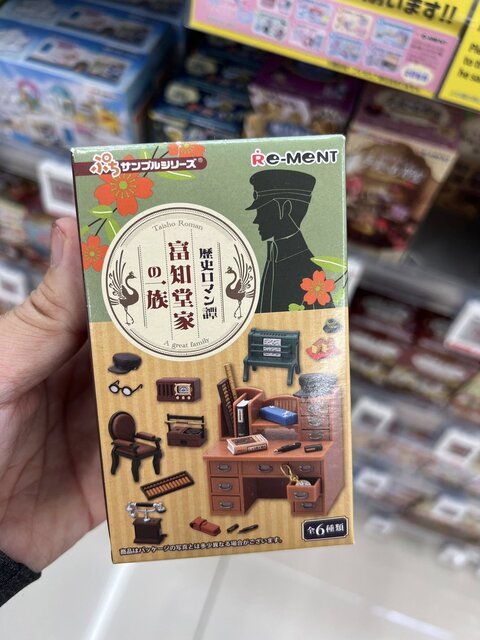 ぷちサンプルシリーズ®
Re-MENT
Taisho Roman
歴史ロマン譚
富知堂家
の一族
A great family
全6種類
商品はパッケージの写真とは多少異なる場合がございます。